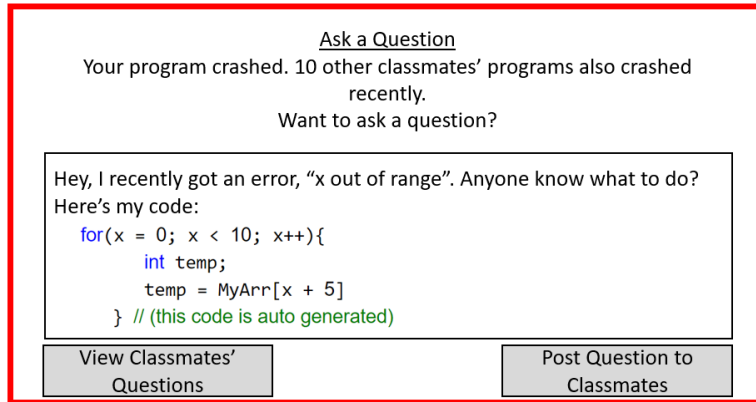 Ask a Question
Your program crashed. 10 other classmates’ programs also crashed
recently.
Want to ask a question?
Hey, I recently got an error, “x out of range”. Anyone know what to do?
Here’s my code:
for(x = 0; x < 10; x++){
int temp;
temp = MyArr[x + 5]
} // (this code is auto generated)
View Classmates’
Questions
Post Question to
Classmates